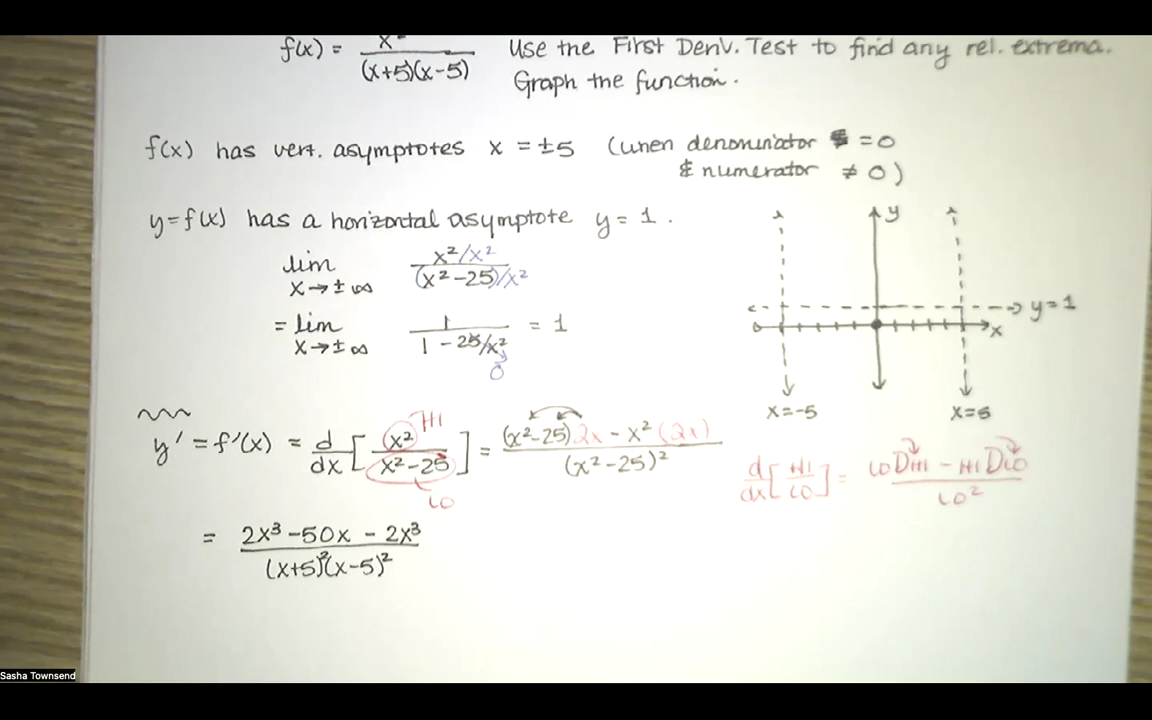 f(x) = x² / (x+5)(x-5) Use the First Deriv. Test to find any rel. extrema.
Graph the function.
f(x) has vert. asymptotes x = ±5 (when denominator = 0
& numerator ≠ 0)
y=f(x) has a horizontal asymptote y = 1.
lim x→±∞ x²/x² / (x²-25)/x²
= lim x→±∞ 1 / 1 - 25/x² = 1
0
y
y=1
x
x=-5
x=5
y' = f'(x) = d/dx [ x² / x²-25 ] = (x²-25)2x - x²(2x) / (x²-25)²
HI
LO
d/dx [ HI / LO ] = LO DHI - HI DLO / LO²
= 2x³ -50x - 2x³ / (x+5)²(x-5)²
Sasha Townsend